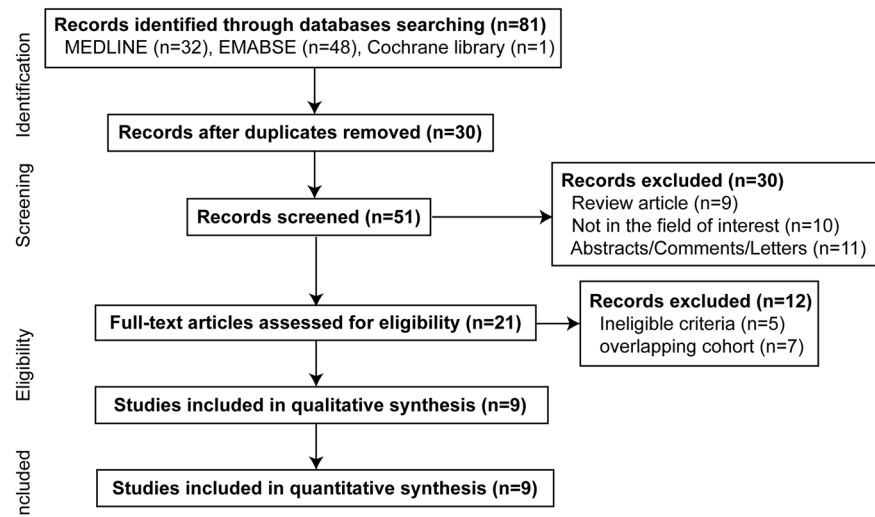 Identification
Records identified through databases searching (n=81)
MEDLINE (n=32), EMABSE (n=48), Cochrane library (n=1)
Records after duplicates removed (n=30)
Screening
Records screened (n=51)
Records excluded (n=30)
Review article (n=9)
Not in the field of interest (n=10)
Abstracts/Comments/Letters (n=11)
Eligibility
Full-text articles assessed for eligibility (n=21)
Records excluded (n=12)
Ineligible criteria (n=5)
overlapping cohort (n=7)
Studies included in qualitative synthesis (n=9)
ncluded
Studies included in quantitative synthesis (n=9)